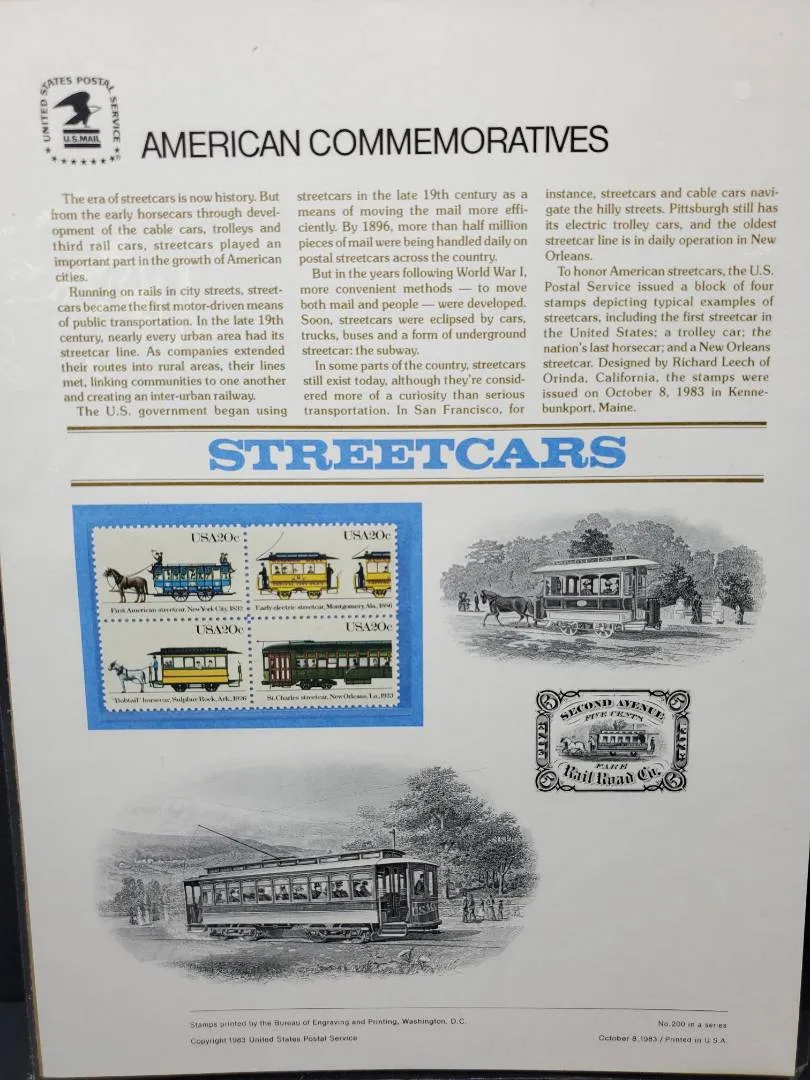 UNITED STATES POSTAL SERVICE
U.S. MAIL
AMERICAN COMMEMORATIVES
The era of streetcars is now history. But
from the early horsecars through devel-
opment of the cable cars, trolleys and
third rail cars, streetcars played an
important part in the growth of American
cities.
Running on rails in city streets, street-
cars became the first motor-driven means
of public transportation. In the late 19th
century, nearly every urban area had its
streetcar line. As companies extended
their routes into rural areas, their lines
met, linking communities to one another
and creating an inter-urban railway.
The U.S. government began using
streetcars in the late 19th century as a
means of moving the mail more effi-
ciently. By 1896, more than half million
pieces of mail were being handled daily on
postal streetcars across the country.
But in the years following World War I,
more convenient methods — to move
both mail and people — were developed.
Soon, streetcars were eclipsed by cars,
trucks, buses and a form of underground
streetcar: the subway.
In some parts of the country, streetcars
still exist today, although they're consid-
ered more of a curiosity than serious
transportation. In San Francisco, for
instance, streetcars and cable cars navi-
gate the hilly streets. Pittsburgh still has
its electric trolley cars, and the oldest
streetcar line is in daily operation in New
Orleans.
To honor American streetcars, the U.S.
Postal Service issued a block of four
stamps depicting typical examples of
streetcars, including the first streetcar in
the United States; a trolley car; the
nation's last horsecar; and a New Orleans
streetcar. Designed by Richard Leech of
Orinda, California, the stamps were
issued on October 8, 1983 in Kenne-
bunkport, Maine.
STREETCARS
USA20c
First American streetcar, New York City, 1832
USA20c
Early electric streetcar, Montgomery, Ala., 1886
USA20c
"Bobtail" horsecar, Sulphur Rock, Ark., 1926
USA20c
St. Charles streetcar, New Orleans, La., 1923
SECOND AVENUE
FIVE CENTS
FIVE
5
5
FIVE
FARE
Rail Road Co.
5
5
Stamps printed by the Bureau of Engraving and Printing, Washington, D.C.
Copyright 1983 United States Postal Service
No. 200 in a series
October 8, 1983 / Printed in U.S.A.